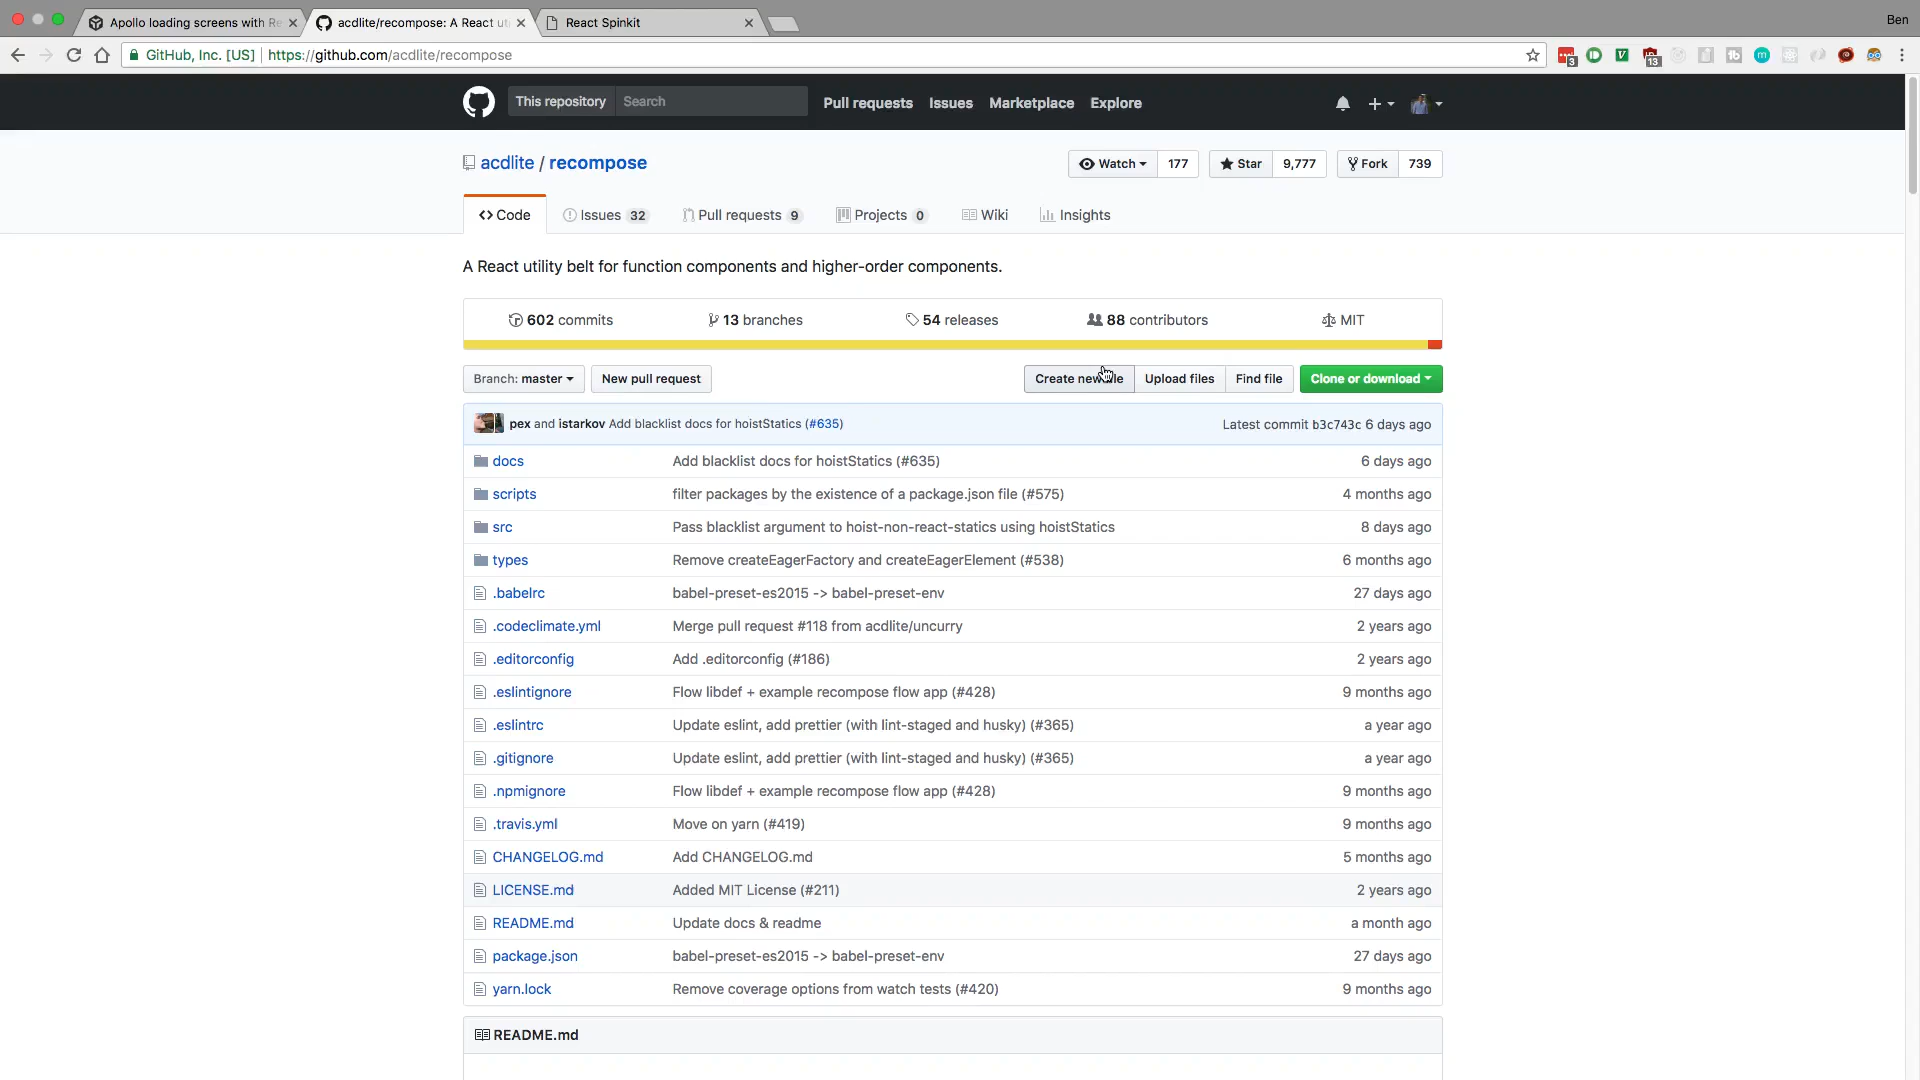 Apollo loading screens with Re
acdlite/recompose: A React ut
React Spinkit
Ben
GitHub, Inc. [US] | https://github.com/acdlite/recompose
3
13
This repository Search
Pull requests Issues Marketplace Explore
acdlite / recompose
Watch 177
Star 9,777
Fork 739
Code
Issues 32
Pull requests 9
Projects 0
Wiki
Insights
A React utility belt for function components and higher-order components.
602 commits
13 branches
54 releases
88 contributors
MIT
Branch: master
New pull request
Create new
Upload files
Find file
Clone or download
pex and istarkov Add blacklist docs for hoistStatics (#635)
Latest commit b3c743c 6 days ago
docs Add blacklist docs for hoistStatics (#635) 6 days ago
scripts filter packages by the existence of a package.json file (#575) 4 months ago
src Pass blacklist argument to hoist-non-react-statics using hoistStatics 8 days ago
types Remove createEagerFactory and createEagerElement (#538) 6 months ago
.babelrc babel-preset-es2015 -> babel-preset-env 27 days ago
.codeclimate.yml Merge pull request #118 from acdlite/uncurry 2 years ago
.editorconfig Add .editorconfig (#186) 2 years ago
.eslintignore Flow libdef + example recompose flow app (#428) 9 months ago
.eslintrc Update eslint, add prettier (with lint-staged and husky) (#365) a year ago
.gitignore Update eslint, add prettier (with lint-staged and husky) (#365) a year ago
.npmignore Flow libdef + example recompose flow app (#428) 9 months ago
.travis.yml Move on yarn (#419) 9 months ago
CHANGELOG.md Add CHANGELOG.md 5 months ago
LICENSE.md Added MIT License (#211) 2 years ago
README.md Update docs & readme a month ago
package.json babel-preset-es2015 -> babel-preset-env 27 days ago
yarn.lock Remove coverage options from watch tests (#420) 9 months ago
README.md